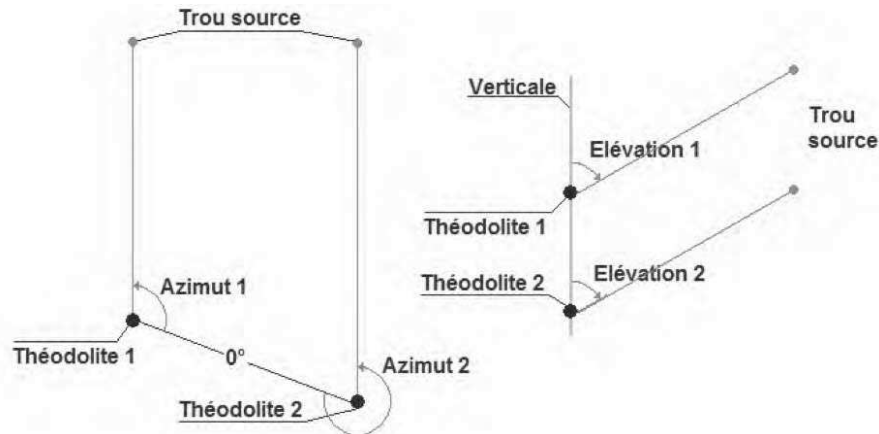 Trou source
Azimut 1
Théodolite 1
0°
Azimut 2
Théodolite 2
Verticale
Elévation 1
Trou
source
Théodolite 1
Elévation 2
Théodolite 2